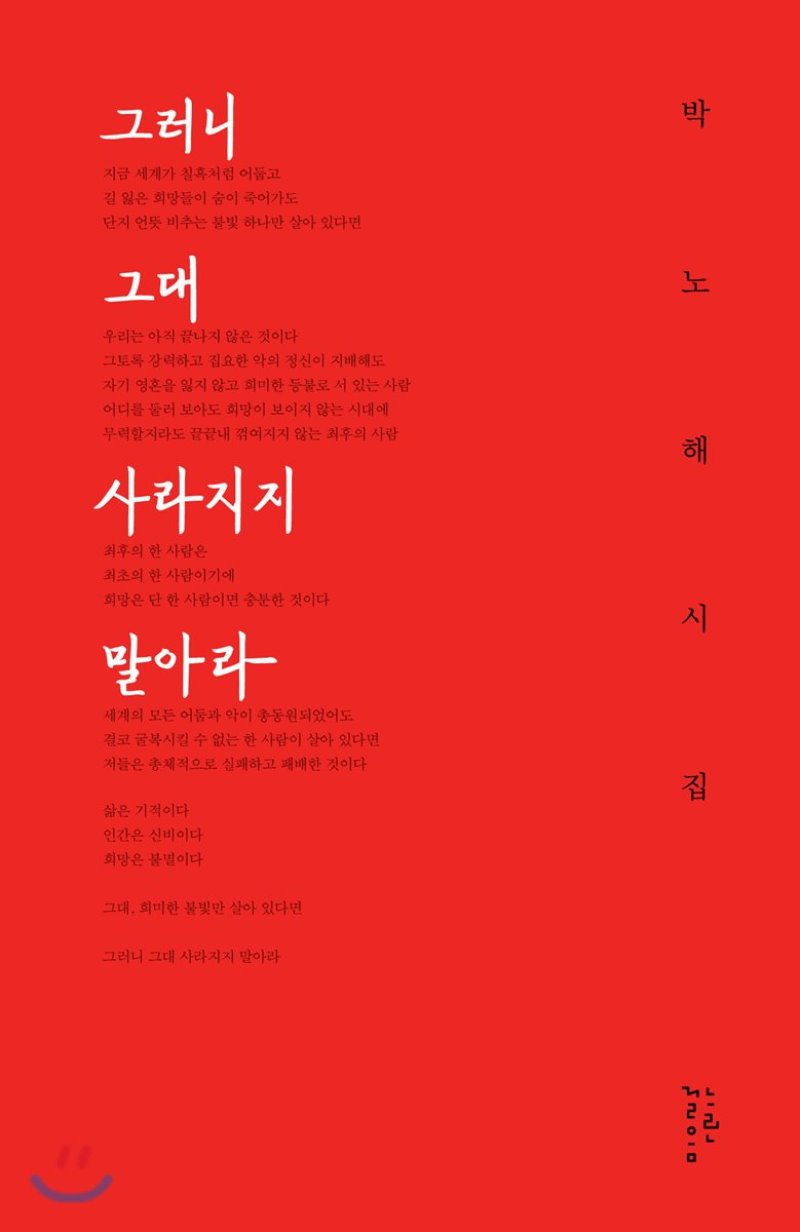 그러니
지금 세계가 칠흑처럼 어둡고
길 잃은 희망들이 숨이 죽어가도
단지 언뜻 비추는 불빛 하나만 살아 있다면
그대
우리는 아직 끝나지 않은 것이다
그토록 강력하고 집요한 악의 정신이 지배해도
자기 영혼을 잃지 않고 희미한 등불로 서 있는 사람
어디를 둘러 보아도 희망이 보이지 않는 시대에
무력할지라도 끝끝내 꺾여지지 않는 최후의 사람
사라지지
최후의 한 사람은
최초의 한 사람이기에
희망은 단 한 사람이면 충분한 것이다
말아라
세계의 모든 어둠과 악이 총동원되었어도
결코 굴복시킬 수 없는 한 사람이 살아 있다면
저들은 총체적으로 실패하고 패배한 것이다
삶은 기적이다
인간은 신비이다
희망은 불멸이다
그대, 희미한 불빛만 살아 있다면
그러니 그대 사라지지 말아라
박노해시집
느린걸음